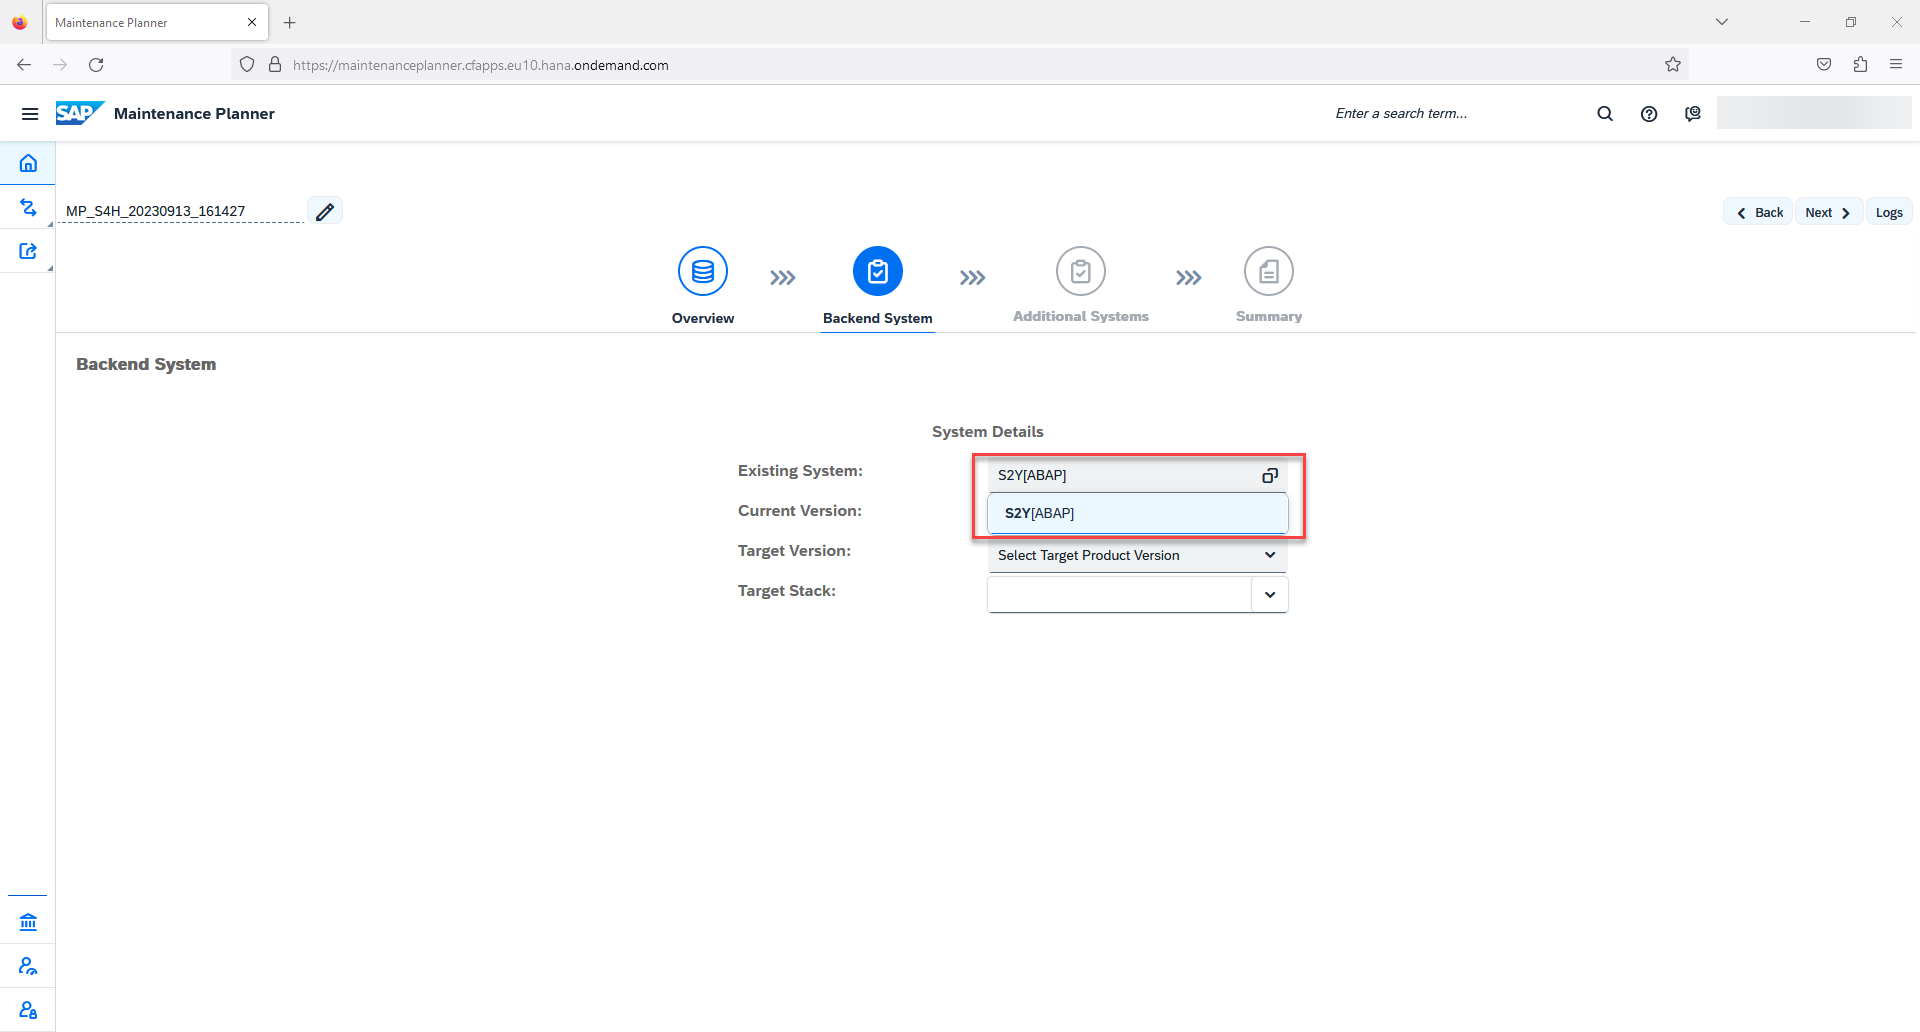 Maintenance Planner
https://maintenanceplanner.cfapps.eu10.hana.ondemand.com
SAP Maintenance Planner
Enter a search term...
MP_S4H_20230913_161427
Back Next Logs
Overview
Backend System
Additional Systems
Summary
Backend System
System Details
Existing System: S2Y[ABAP]
Current Version: S2Y[ABAP]
Target Version: Select Target Product Version
Target Stack: